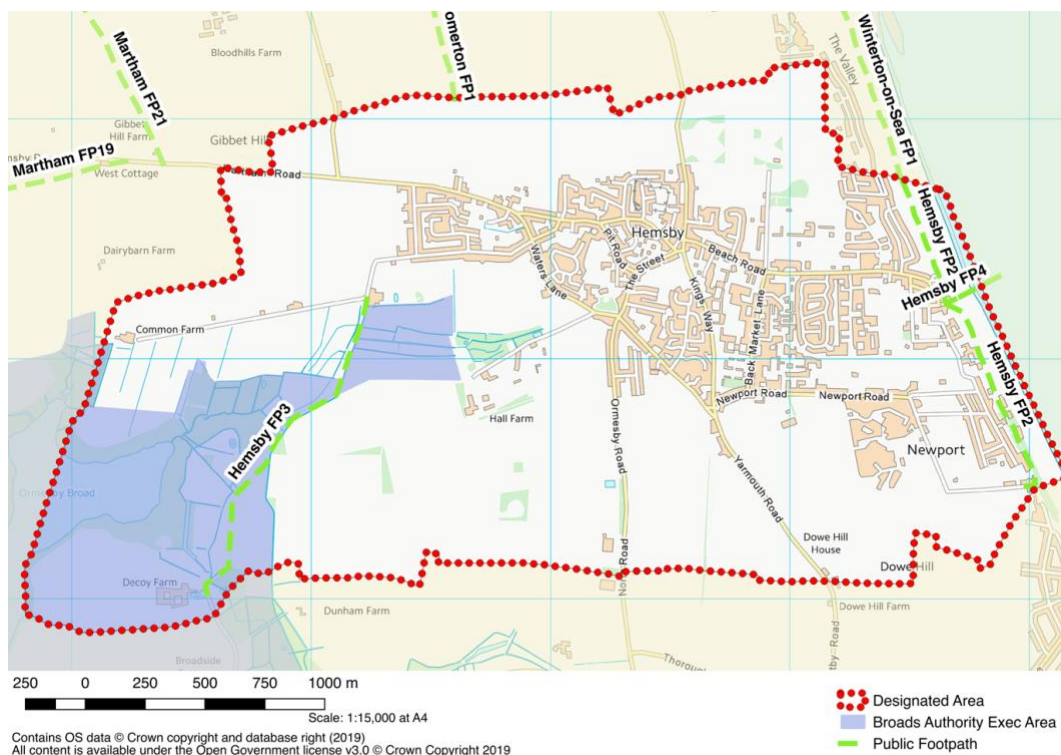 Martham FP21
omerton FP1
Winterton-on-Sea FP1
The Valley
Bloodhills Farm
Gibbet
Hill Farm
Gibbet Hill
Martham FP19
West Cottage
Road
Hemsby
Pit Road
The Street
Waters Lane
Beach Road
Kings Way
Back Market Lane
Hemsby FP2
Hemsby FP4
Hemsby FP2
Dairybarn Farm
Common Farm
Hemsby FP3
Hall Farm
Ormesby Road
Newport Road
Newport Road
Newport
Yarmouth Road
Ormesby Broad
Decoy Farm
Dowe Hill
House
Dowe Hill
Dunham Farm
Road
Dowe Hill Farm
Broadside
Road
250 0 250 500 750 1000 m
Scale: 1:15,000 at A4
Designated Area
Broads Authority Exec Area
Public Footpath
Contains OS data © Crown copyright and database right (2019)
All content is available under the Open Government license v3.0 © Crown Copyright 2019